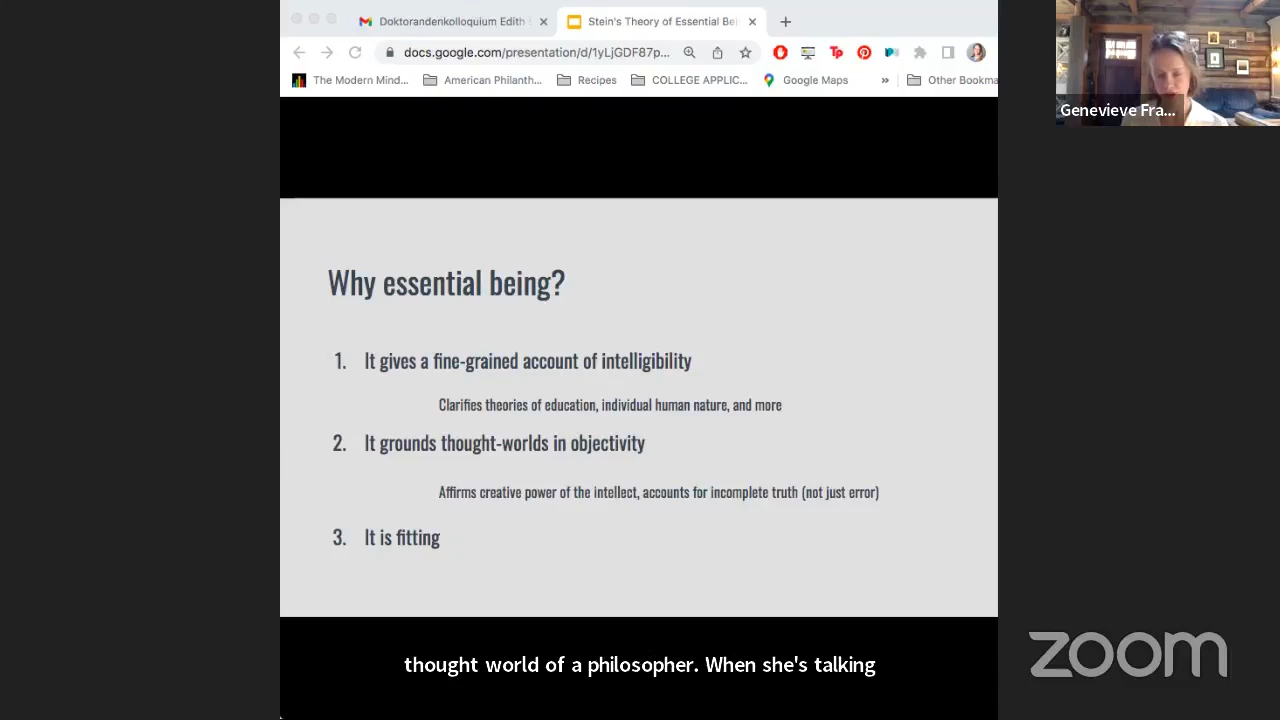 Doktorandenkolloquium Edith
Stein's Theory of Essential Bei
docs.google.com/presentation/d/1yLjGDF87p...
The Modern Mind...
American Philanth...
Recipes
COLLEGE APPLIC...
Google Maps
»
Other Bookma
Genevieve Fra...
Why essential being?
1. It gives a fine-grained account of intelligibility
Clarifies theories of education, individual human nature, and more
2. It grounds thought-worlds in objectivity
Affirms creative power of the intellect, accounts for incomplete truth (not just error)
3. It is fitting
thought world of a philosopher. When she's talking
zoom